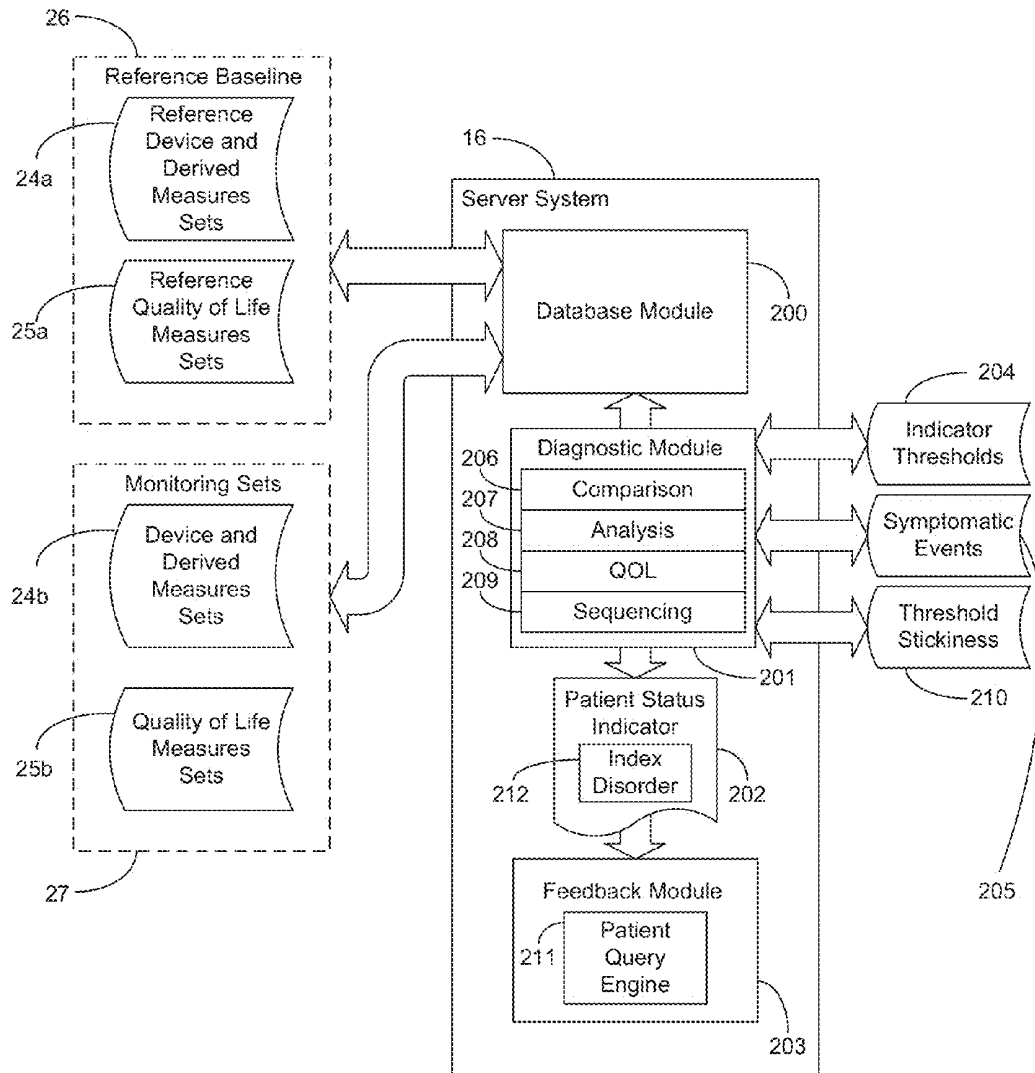 26
Reference Baseline
Reference
Device and
Derived
Measures
Sets
24a
Reference
Quality of Life
Measures
Sets
25a
16
Server System
Database Module
200
Monitoring Sets
Device and
Derived
Measures
Sets
24b
Quality of Life
Measures
Sets
25b
27
Diagnostic Module
206
Comparison
207
Analysis
208
QOL
209
Sequencing
201
204
Indicator
Thresholds
Symptomatic
Events
Threshold
Stickiness
210
205
Patient Status
Indicator
Index
Disorder
212
202
Feedback Module
Patient
Query
Engine
211
203